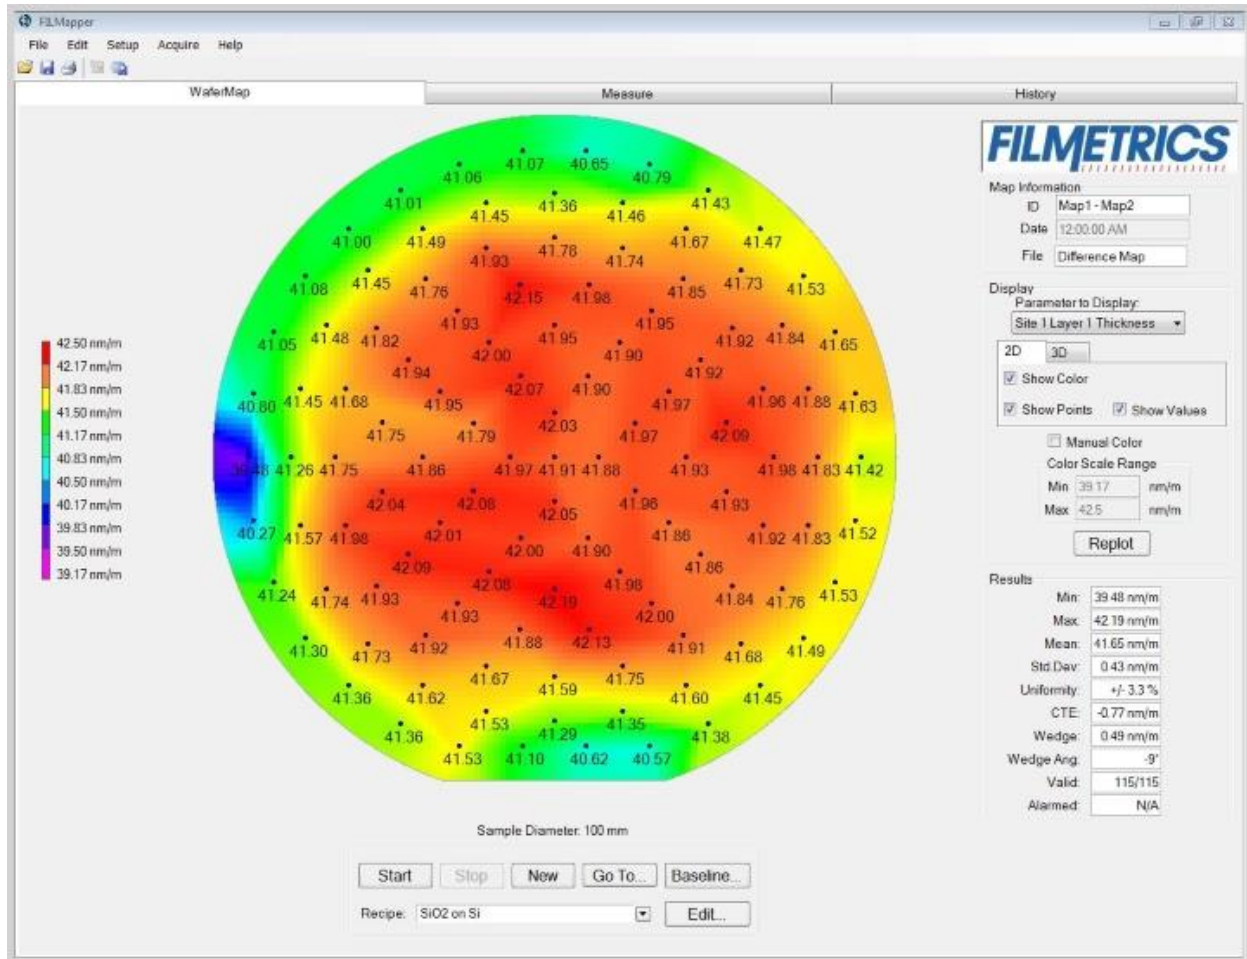 FILMapper
File Edit Setup Acquire Help
WaferMap Measure History
FILMETRICS
Map Information
ID Map1 - Map2
Date 12:00:00 AM
File Difference Map
Display
Parameter to Display:
Site 1 Layer 1 Thickness
2D 3D
Show Color
Show Points Show Values
Manual Color
Color Scale Range
Min 39.17 nm/m
Max 42.5 nm/m
Replot
Results
Min: 39.48 nm/m
Max: 42.19 nm/m
Mean: 41.65 nm/m
Std.Dev: 0.43 nm/m
Uniformity: +/- 3.3 %
CTE: -0.77 nm/m
Wedge: 0.49 nm/m
Wedge Ang: -9°
Valid: 115/115
Alarmed: N/A
42.50 nm/m
42.17 nm/m
41.83 nm/m
41.50 nm/m
41.17 nm/m
40.83 nm/m
40.50 nm/m
40.17 nm/m
39.83 nm/m
39.50 nm/m
39.17 nm/m
41.06 41.07 40.65 40.79
41.01 41.45 41.36 41.46 41.43
41.00 41.49 41.93 41.78 41.74 41.67 41.47
41.08 41.45 41.76 42.15 41.98 41.85 41.73 41.53
41.05 41.48 41.82 41.93 42.00 41.95 41.90 41.95 41.92 41.84 41.65
41.94 42.07 41.90 41.92
40.80 41.45 41.68 41.95 42.03 41.97 41.96 41.88 41.63
41.75 41.79 41.97 42.09
39.48 41.26 41.75 41.86 41.97 41.91 41.88 41.93 41.98 41.83 41.42
42.04 42.08 42.05 41.96 41.93
40.27 41.57 41.98 42.01 42.00 41.90 41.86 41.92 41.83 41.52
42.09 42.08 41.98 41.86
41.24 41.74 41.93 41.93 42.19 42.00 41.84 41.76 41.53
41.30 41.73 41.92 41.88 42.13 41.91 41.68 41.49
41.36 41.62 41.67 41.59 41.75 41.60 41.45
41.36 41.53 41.29 41.35 41.38
41.53 41.10 40.62 40.57
Sample Diameter: 100 mm
Start Stop New Go To... Baseline...
Recipe: SiO2 on Si Edit...